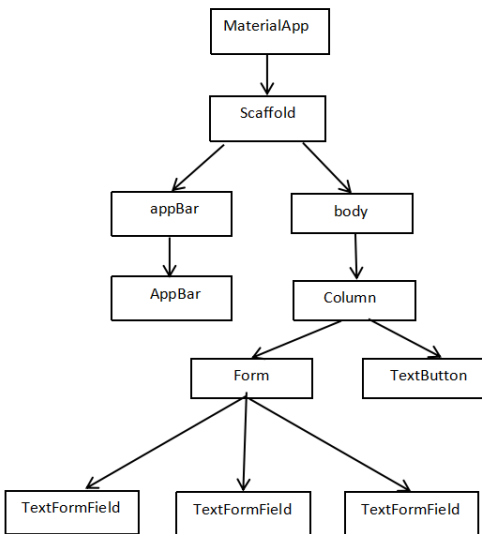 MaterialApp
Scaffold
appBar
body
AppBar
Column
Form
TextButton
TextFormField
TextFormField
TextFormField